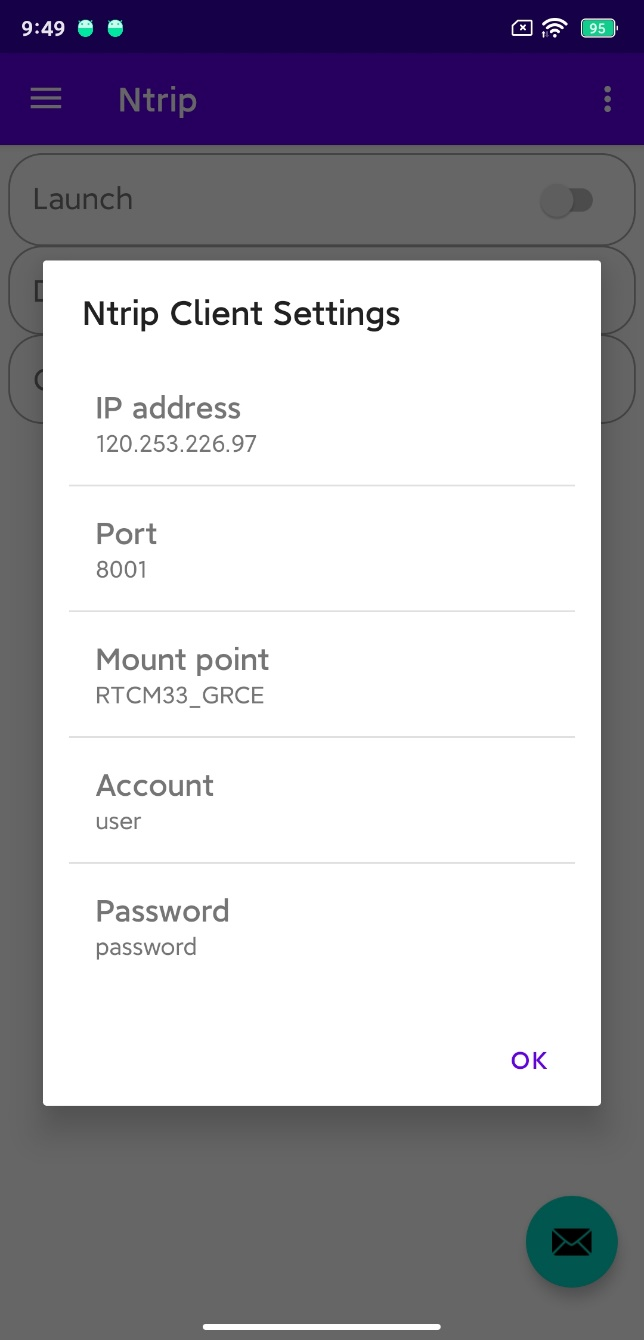 9:49
95
Ntrip
Launch
Ntrip Client Settings
IP address
120.253.226.97
Port
8001
Mount point
RTCM33_GRCE
Account
user
Password
password
OK